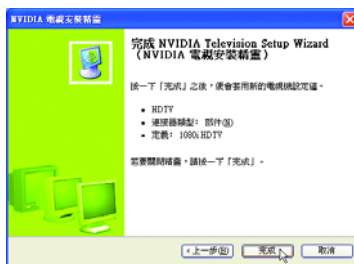 NVIDIA 電視安裝精靈
完成 NVIDIA Television Setup Wizard
(NVIDIA 電視安裝精靈)
按一下「完成」之後,便會套用新的電視機設定值。
• HDTV
• 連接器類型: 部件(N)
• 定義: 1080i HDTV
若要關閉精靈,請按一下「完成」。
<上一步(B)
完成
取消